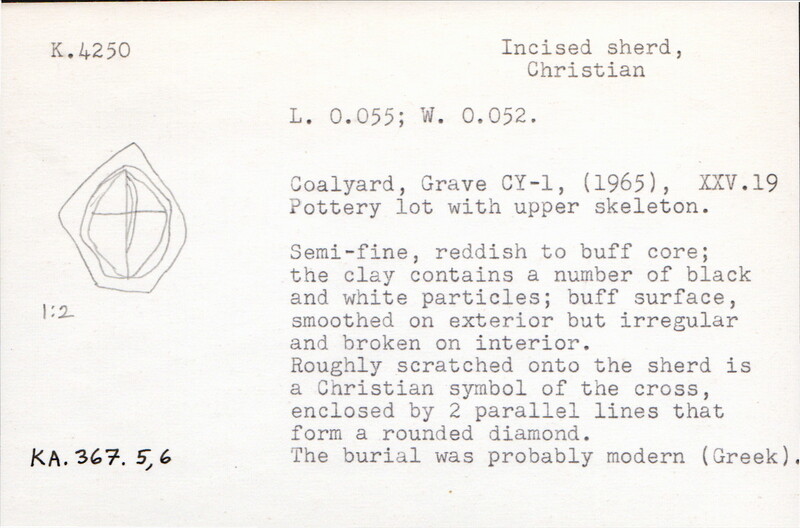 K.4250
Incised sherd,
Christian
L. 0.055; W. 0.052.
Coalyard, Grave CY-1, (1965), XXV.19
Pottery lot with upper skeleton.
Semi-fine, reddish to buff core;
the clay contains a number of black
and white particles; buff surface,
smoothed on exterior but irregular
and broken on interior.
Roughly scratched onto the sherd is
a Christian symbol of the cross,
enclosed by 2 parallel lines that
form a rounded diamond.
The burial was probably modern (Greek).
1:2
KA. 367. 5,6